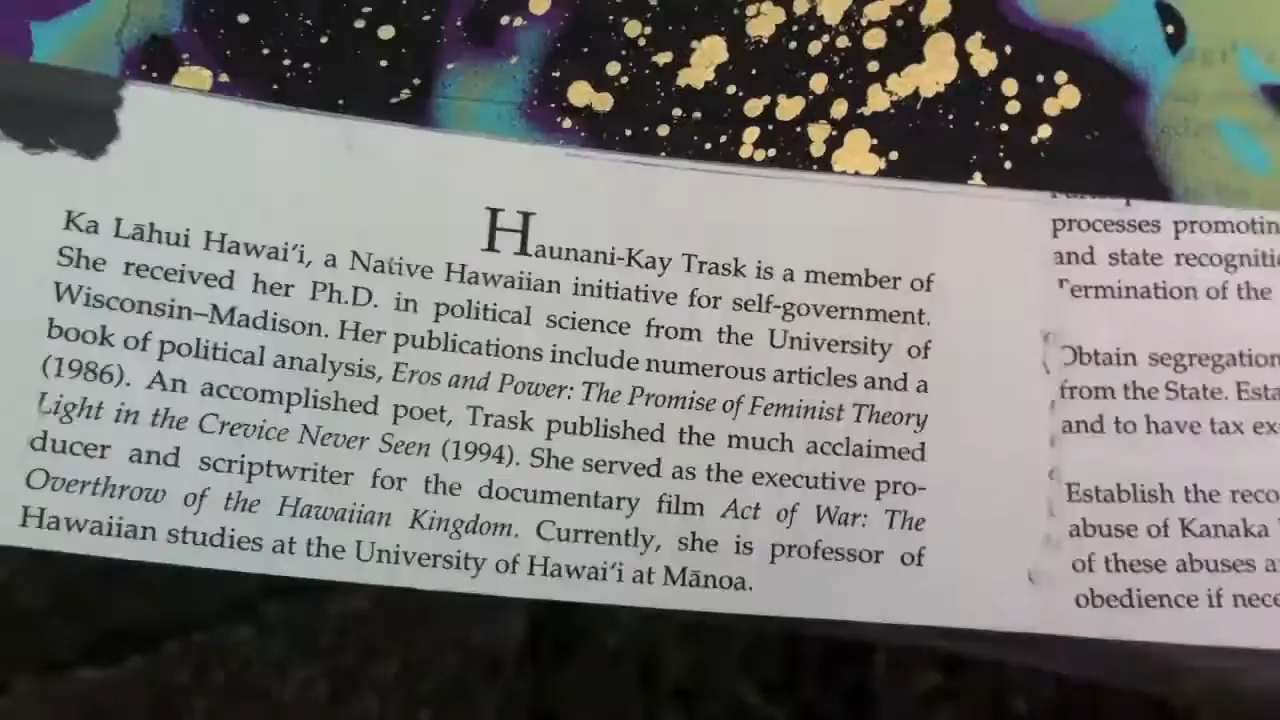 Haunani-Kay Trask is a member of
Ka Lāhui Hawai‘i, a Native Hawaiian initiative for self-government.
She received her Ph.D. in political science from the University of
Wisconsin–Madison. Her publications include numerous articles and a
book of political analysis, Eros and Power: The Promise of Feminist Theory
(1986). An accomplished poet, Trask published the much acclaimed
Light in the Crevice Never Seen (1994). She served as the executive pro-
ducer and scriptwriter for the documentary film Act of War: The
Overthrow of the Hawaiian Kingdom. Currently, she is professor of
Hawaiian studies at the University of Hawai‘i at Mānoa.
processes promotin
and state recogniti
ermination of the
Obtain segregation
from the State. Esta
and to have tax ex
Establish the reco
abuse of Kanaka
of these abuses a
obedience if nece